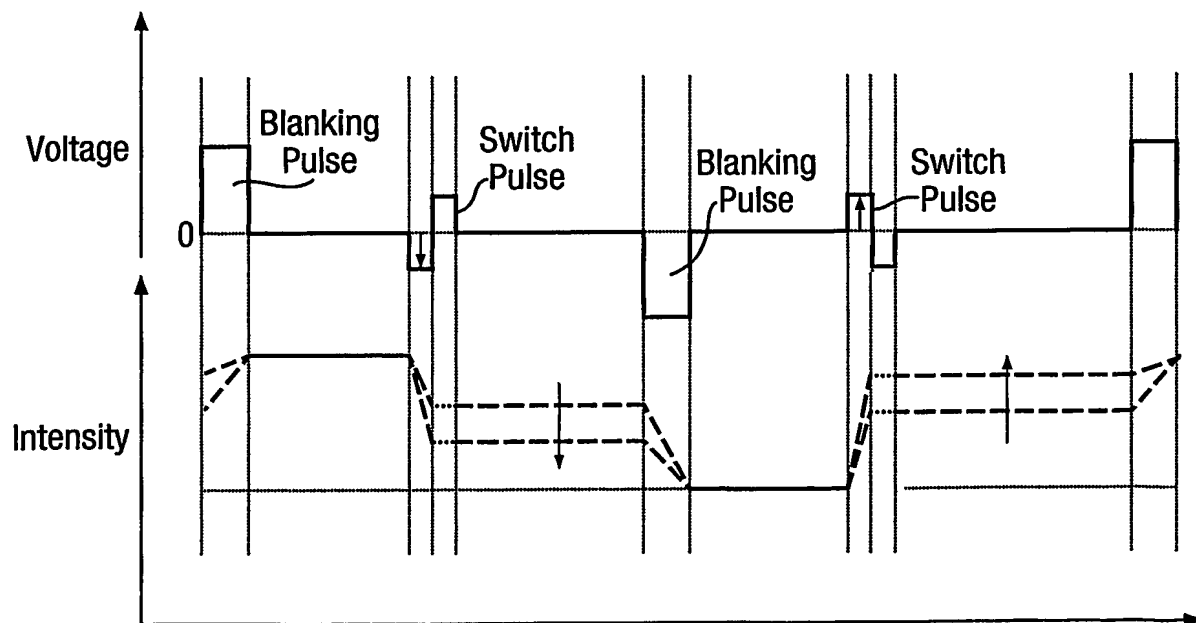 Blanking
Pulse
Switch
Pulse
Blanking
Pulse
Switch
Pulse
Voltage
0
Intensity